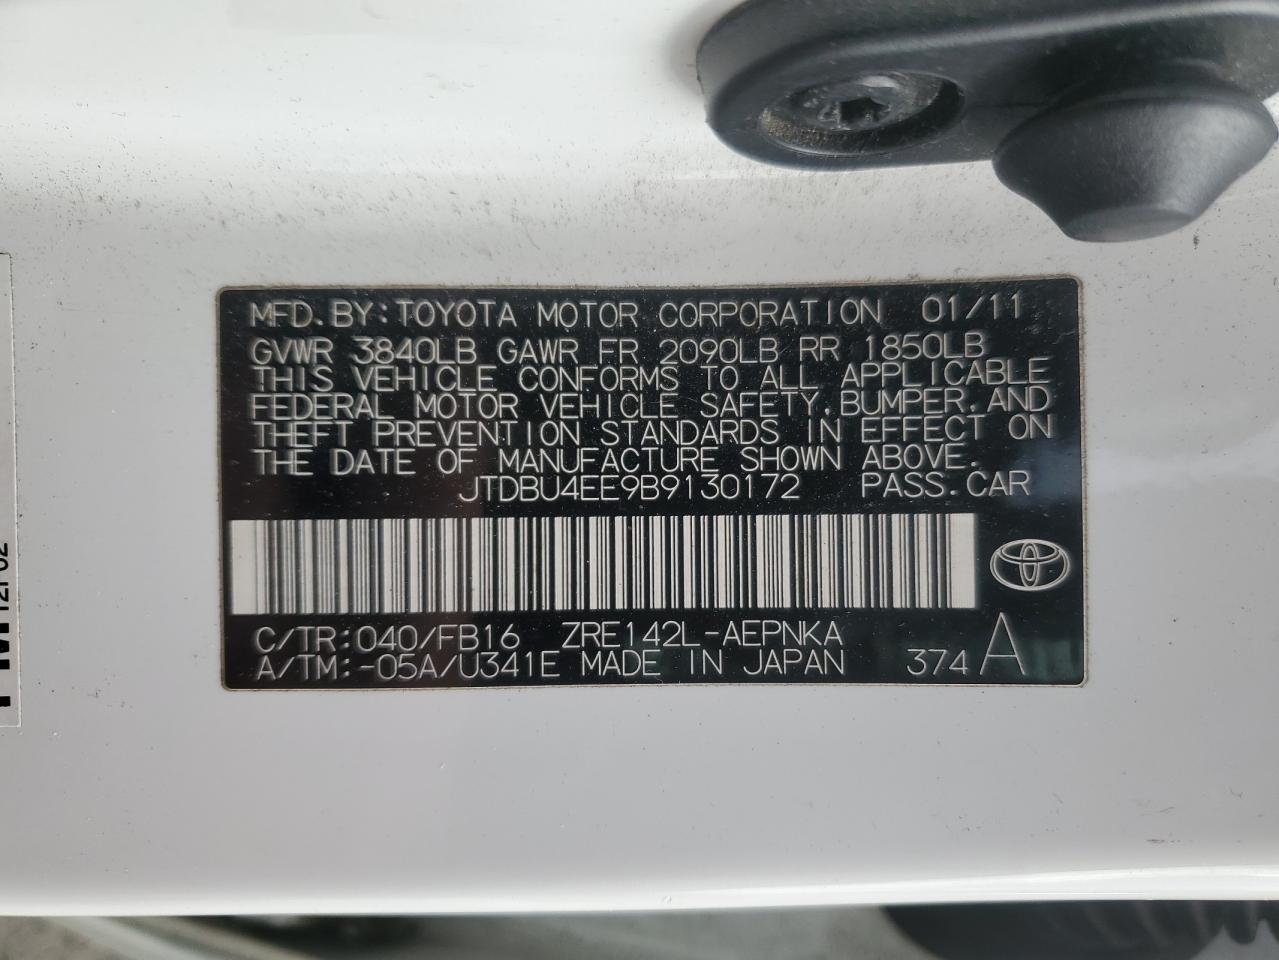 MFD.BY:TOYOTA MOTOR CORPORATION 01/11
GVWR 3840LB GAWR FR 2090LB RR 1850LB
THIS VEHICLE CONFORMS TO ALL APPLICABLE
FEDERAL MOTOR VEHICLE SAFETY,BUMPER,AND
THEFT PREVENTION STANDARDS IN EFFECT ON
THE DATE OF MANUFACTURE SHOWN ABOVE.
JTDBU4EE9B9130172 PASS.CAR
C/TR:040/FB16 ZRE142L-AEPNKA
A/TM:-05A/U341E MADE IN JAPAN 374 A